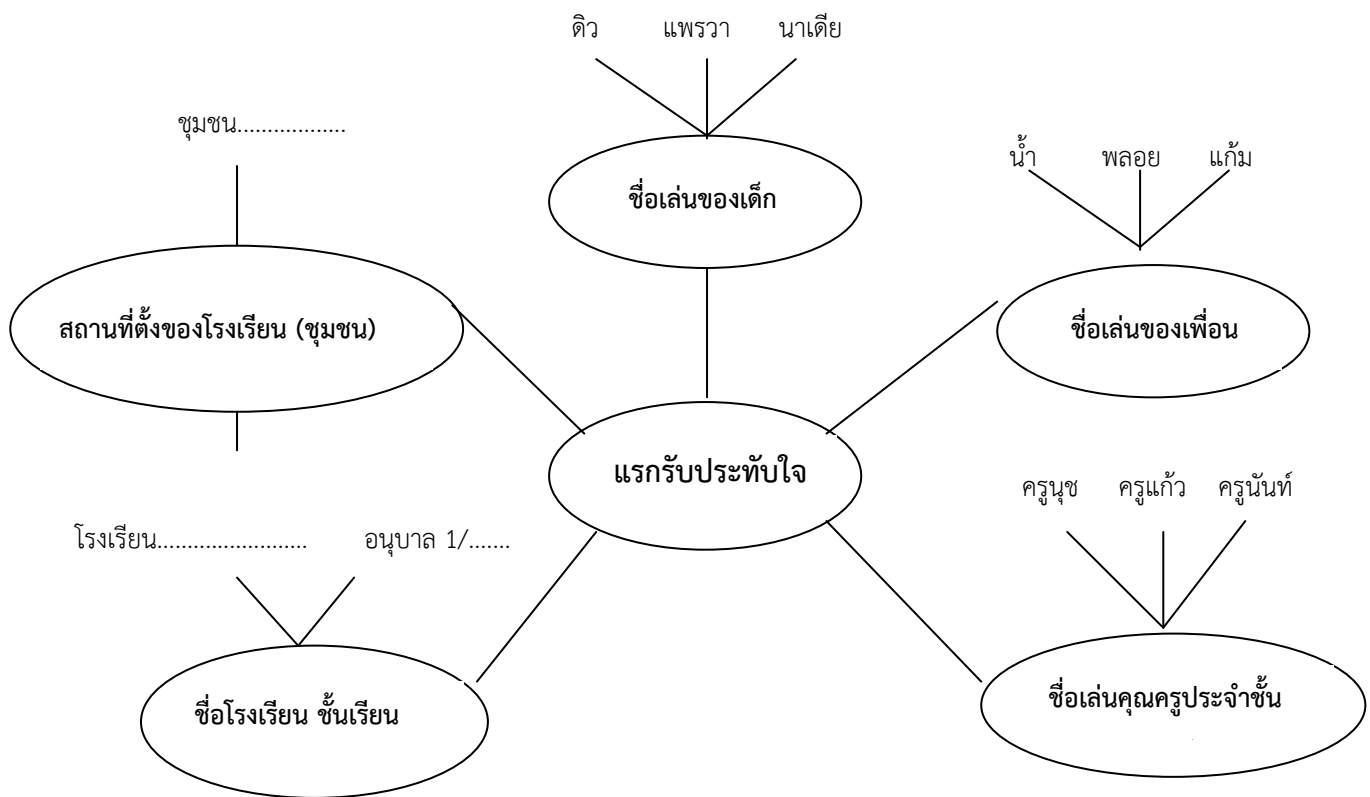 ดิว แพรวา นาเดีย
ชุมชน..................
น้ำ พลอย แก้ม
ชื่อเล่นของเด็ก
สถานที่ตั้งของโรงเรียน (ชุมชน)
ชื่อเล่นของเพื่อน
แรกรับประทับใจ
ครูนุช ครูแก้ว ครูนันท์
โรงเรียน......................... อนุบาล 1/.......
ชื่อโรงเรียน ชั้นเรียน
ชื่อเล่นคุณครูประจำชั้น